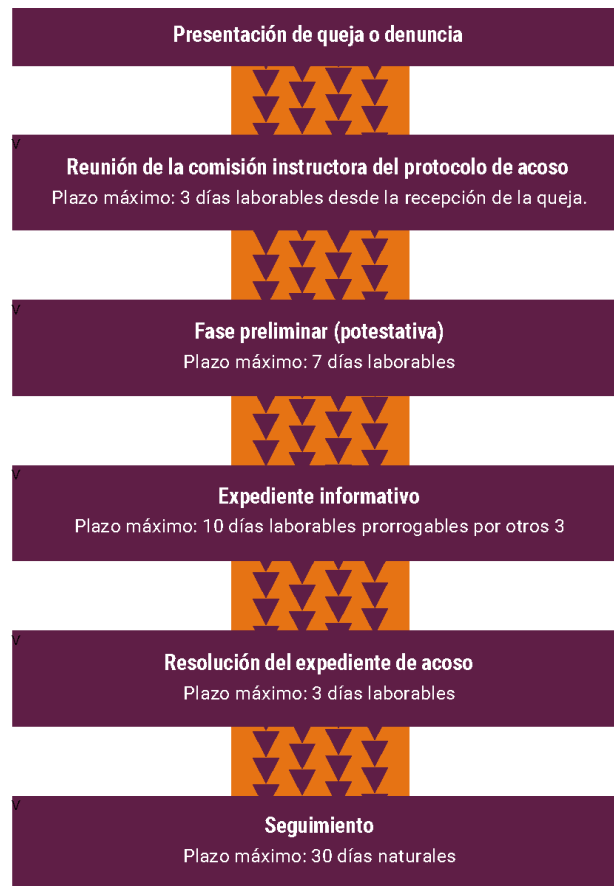 Presentación de queja o denuncia
v
Reunión de la comisión instructora del protocolo de acoso
Plazo máximo: 3 días laborables desde la recepción de la queja.
v
Fase preliminar (potestativa)
Plazo máximo: 7 días laborables
v
Expediente informativo
Plazo máximo: 10 días laborables prorrogables por otros 3
v
Resolución del expediente de acoso
Plazo máximo: 3 días laborables
v
Seguimiento
Plazo máximo: 30 días naturales